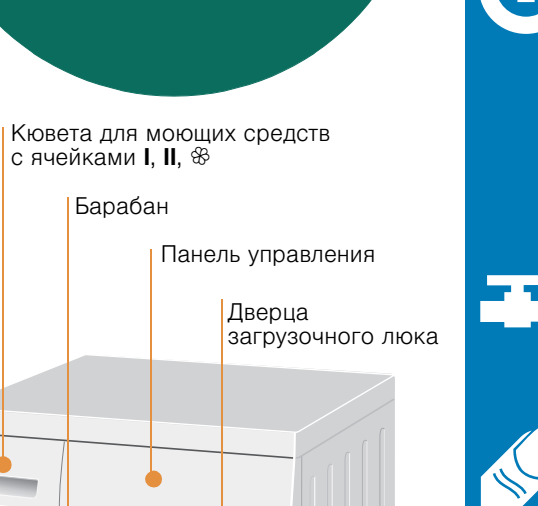 Кювета для моющих средств
с ячейками I, II, ֍
Барабан
Панель управления
Дверца
загрузочного люка